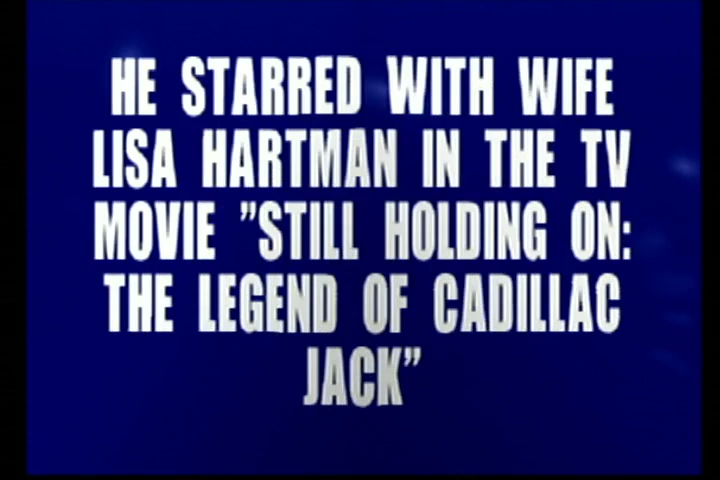 HE STARRED WITH WIFE
LISA HARTMAN IN THE TV
MOVIE "STILL HOLDING ON:
THE LEGEND OF CADILLAC
JACK"